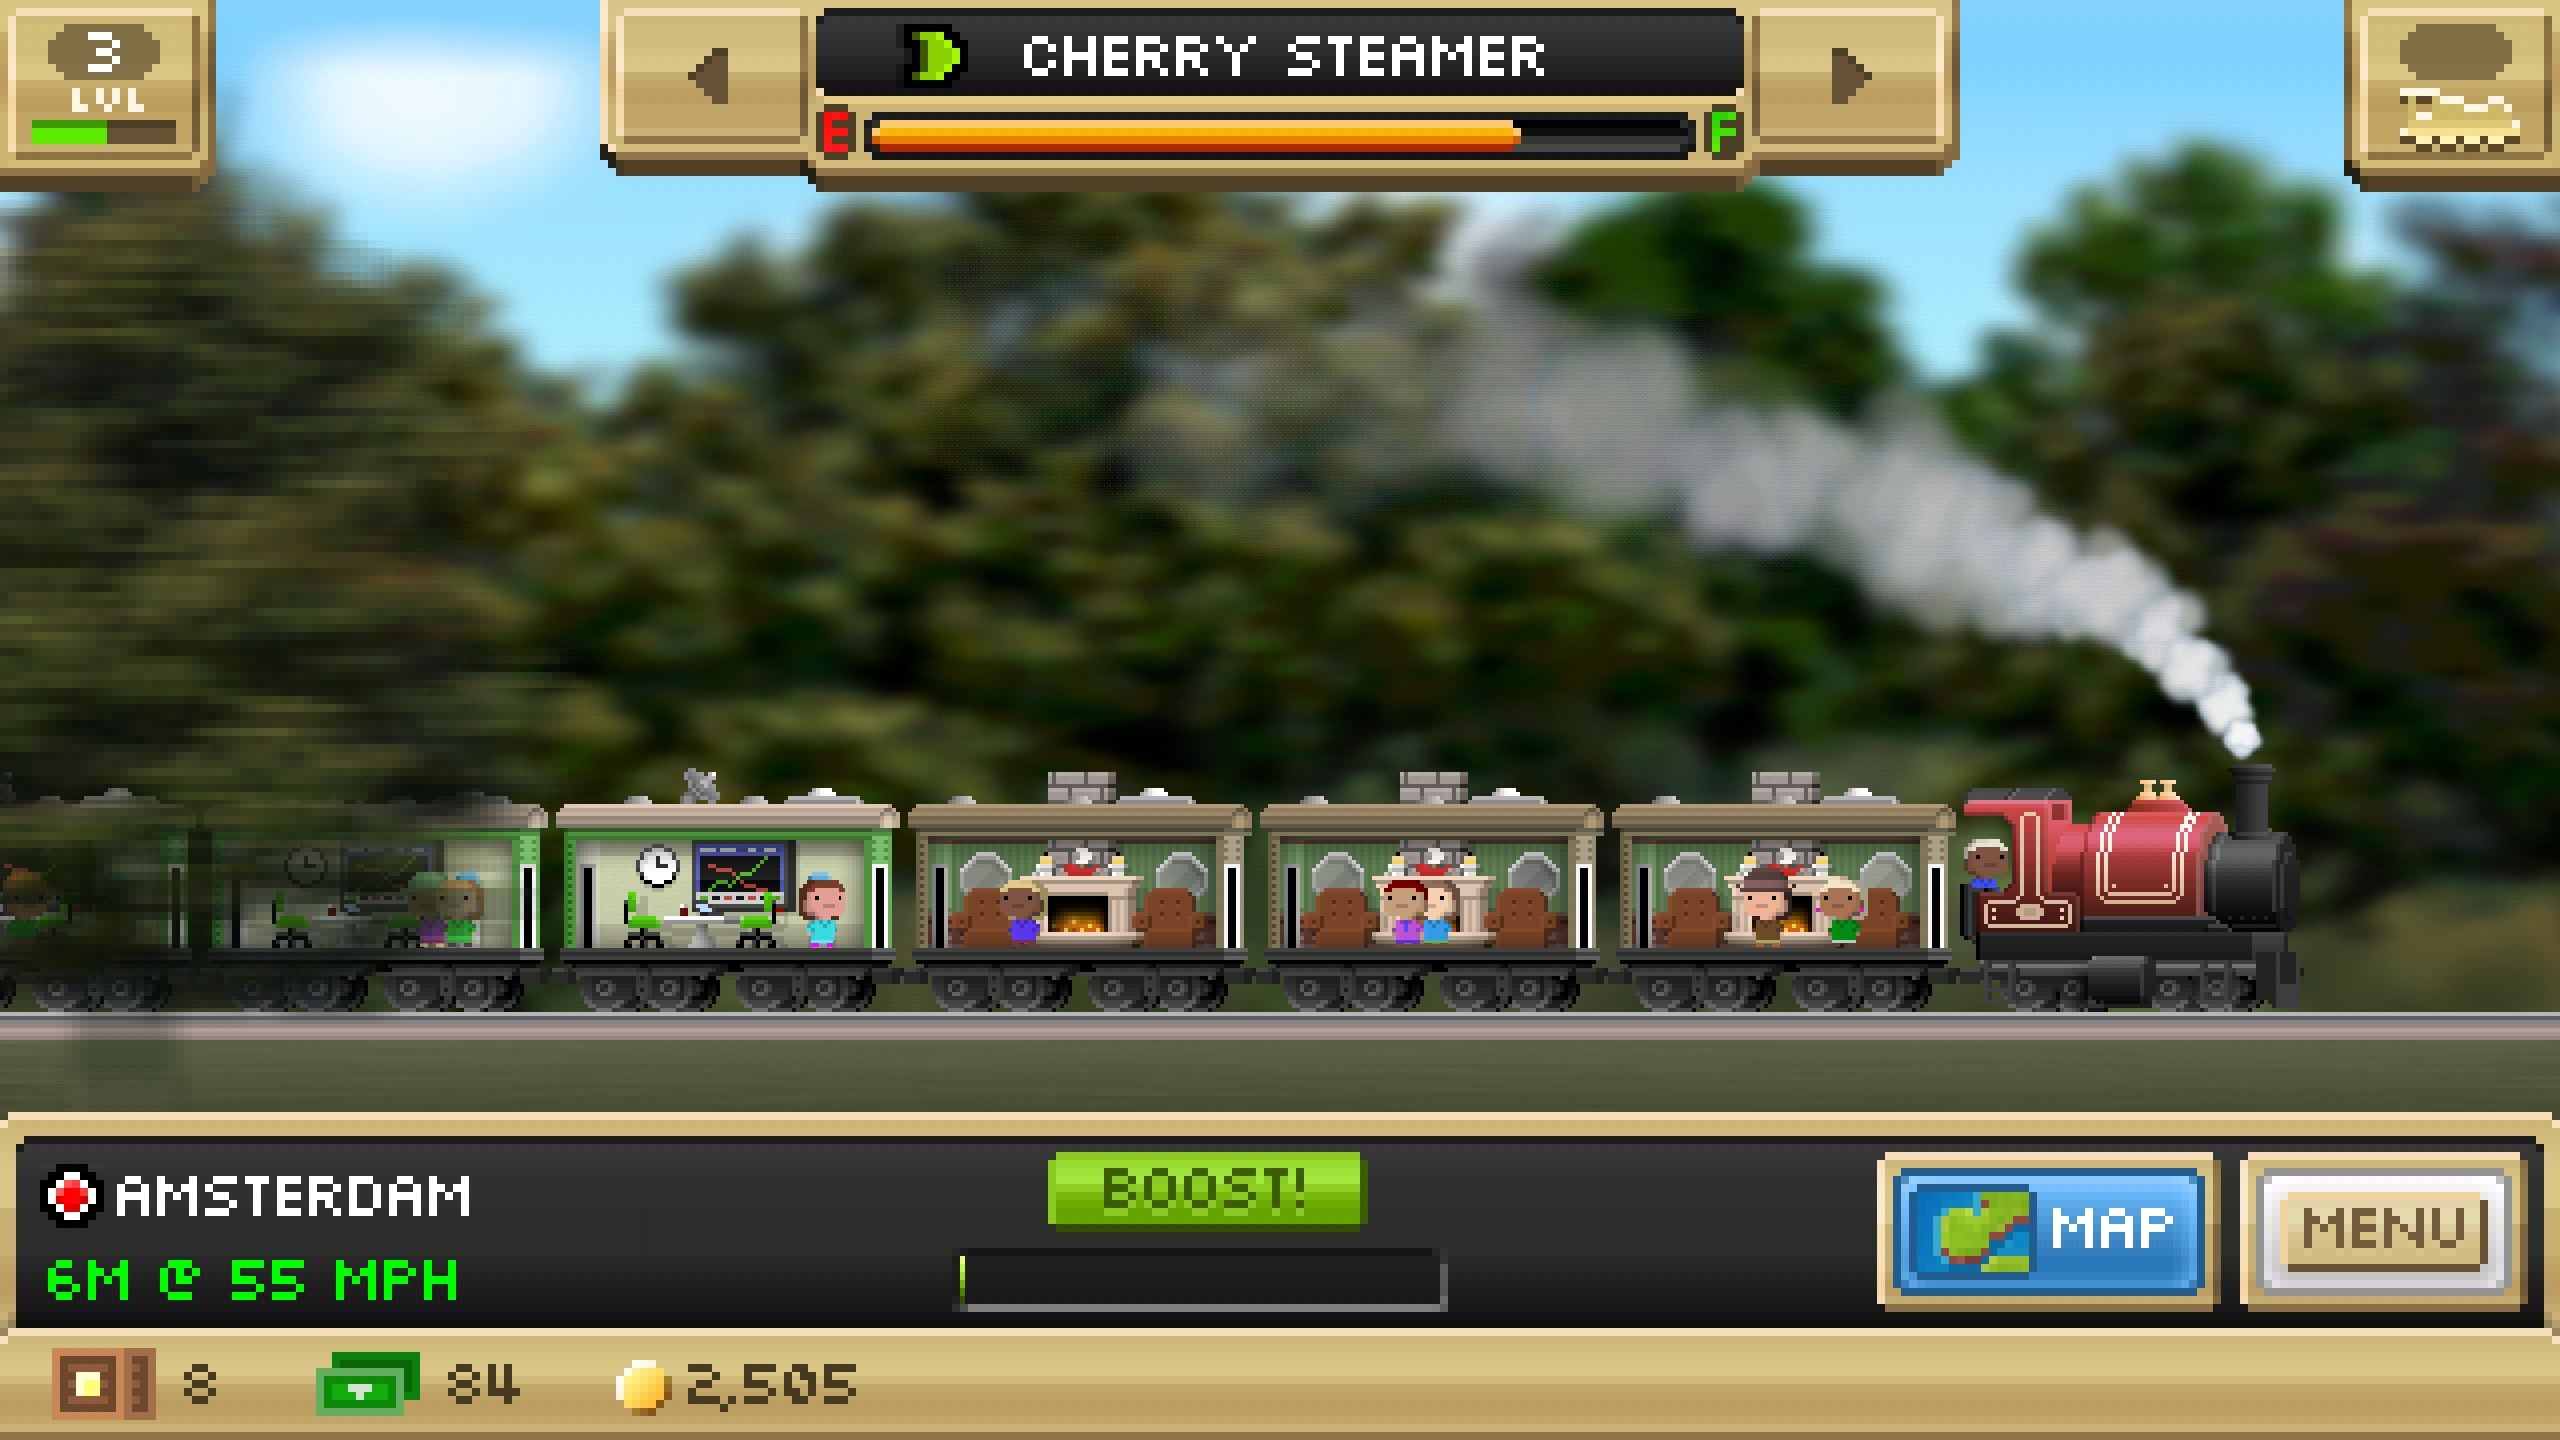 3
LVL
CHERRY STEAMER
E F
AMSTERDAM
6M @ 55 MPH
BOOST!
MAP
MENU
8 84 2,505